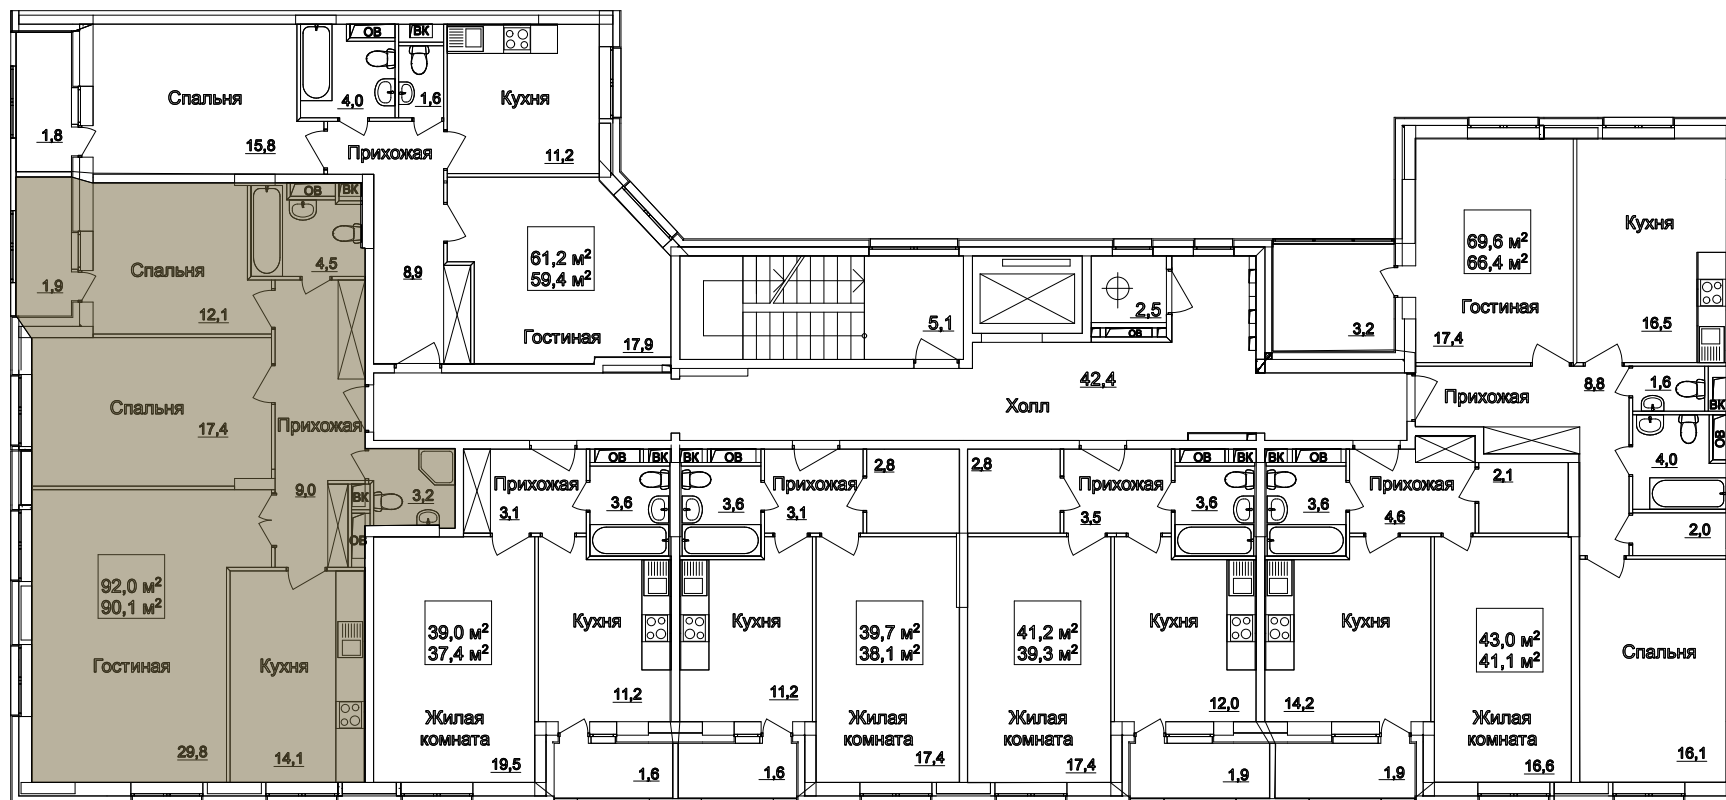 ОВ
ВК
Спальня
15,8
4,0
1,6
Кухня
11,2
1,8
Прихожая
8,9
61,2 м²
59,4 м²
Гостиная
17,9
ОВ
ВК
Спальня
12,1
4,5
1,9
Спальня
17,4
Прихожая
9,0
3,2
ВК
ОВ
92,0 м²
90,1 м²
Гостиная
29,8
Кухня
14,1
5,1
2,5
ОВ
42,4
Холл
3,2
69,6 м²
66,4 м²
Гостиная
17,4
Кухня
16,5
Прихожая
8,8
1,6
ВК
ОВ
4,0
2,0
Спальня
16,1
Прихожая
3,1
ОВ
ВК
3,6
39,0 м²
37,4 м²
Жилая
комната
19,5
Кухня
11,2
1,6
ВК
ОВ
3,6
Прихожая
3,1
2,8
Кухня
11,2
39,7 м²
38,1 м²
Жилая
комната
17,4
1,6
2,8
Прихожая
3,5
ОВ
ВК
3,6
41,2 м²
39,3 м²
Жилая
комната
17,4
Кухня
12,0
1,9
ВК
ОВ
3,6
Прихожая
4,6
2,1
Кухня
14,2
43,0 м²
41,1 м²
Жилая
комната
16,6
1,9